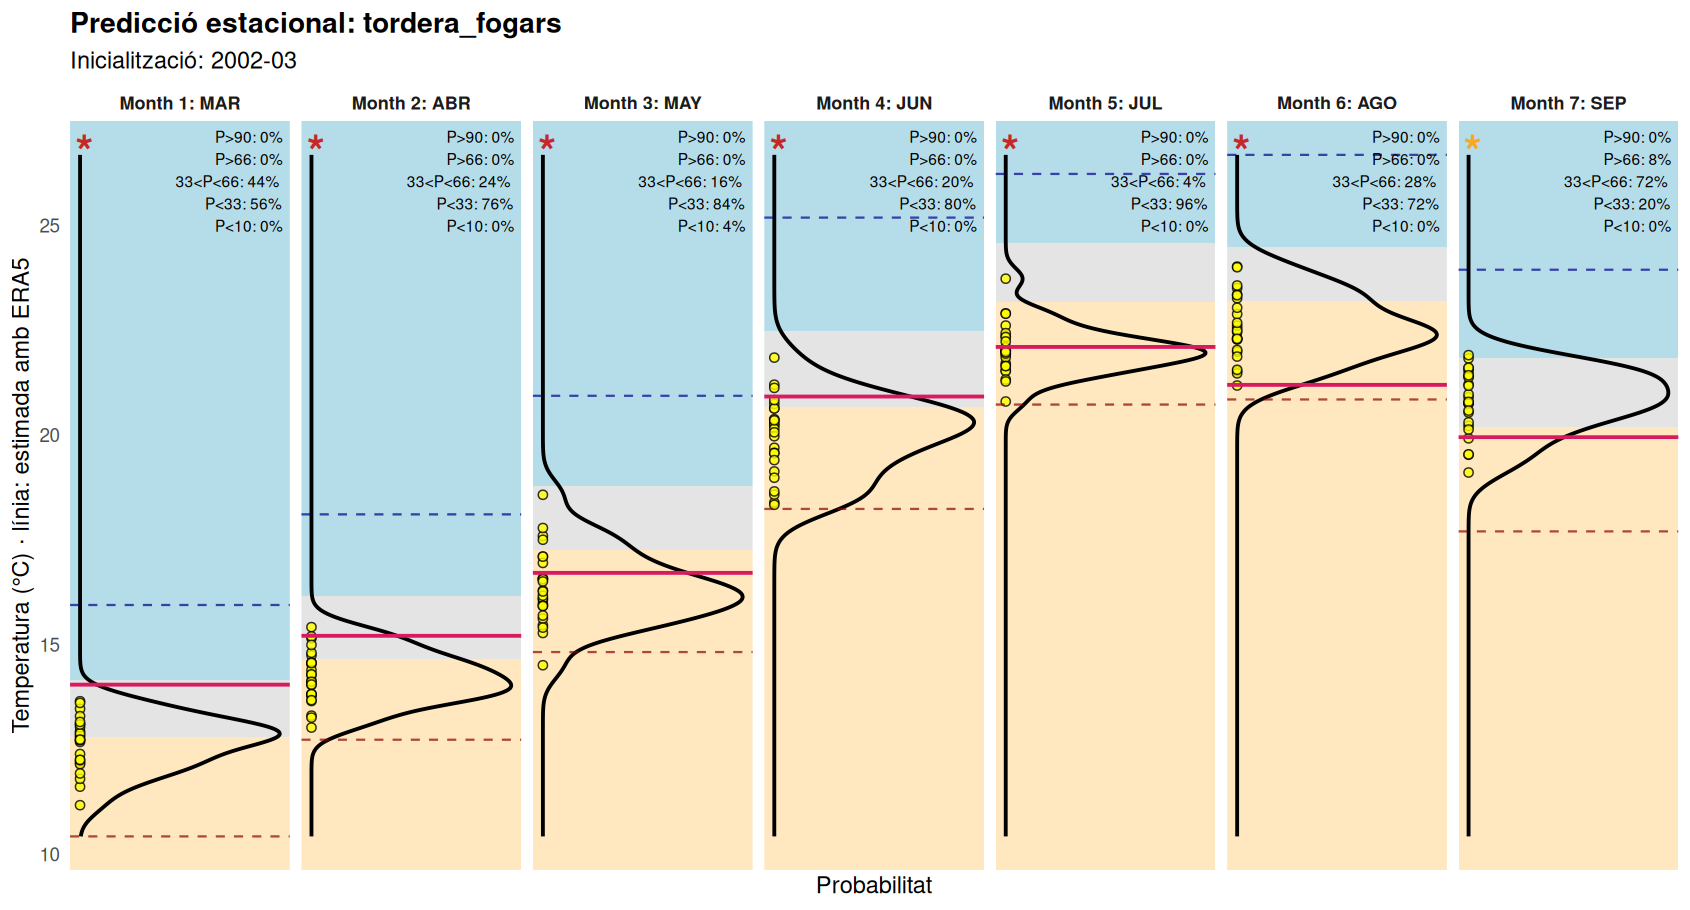 Predicció estacional: tordera_fogars
Inicialització: 2002-03
Month 1: MAR
Month 2: ABR
Month 3: MAY
Month 4: JUN
Month 5: JUL
Month 6: AGO
Month 7: SEP
*
P>90: 0%
P>66: 0%
33<P<66: 44%
P<33: 56%
P<10: 0%
*
P>90: 0%
P>66: 0%
33<P<66: 24%
P<33: 76%
P<10: 0%
*
P>90: 0%
P>66: 0%
33<P<66: 16%
P<33: 84%
P<10: 4%
*
P>90: 0%
P>66: 0%
33<P<66: 20%
P<33: 80%
P<10: 0%
*
P>90: 0%
P>66: 0%
33<P<66: 4%
P<33: 96%
P<10: 0%
*
P>90: 0%
P>66: 0%
33<P<66: 28%
P<33: 72%
P<10: 0%
*
P>90: 0%
P>66: 8%
33<P<66: 72%
P<33: 20%
P<10: 0%
25
20
15
10
Temperatura (°C) · línia: estimada amb ERA5
Probabilitat